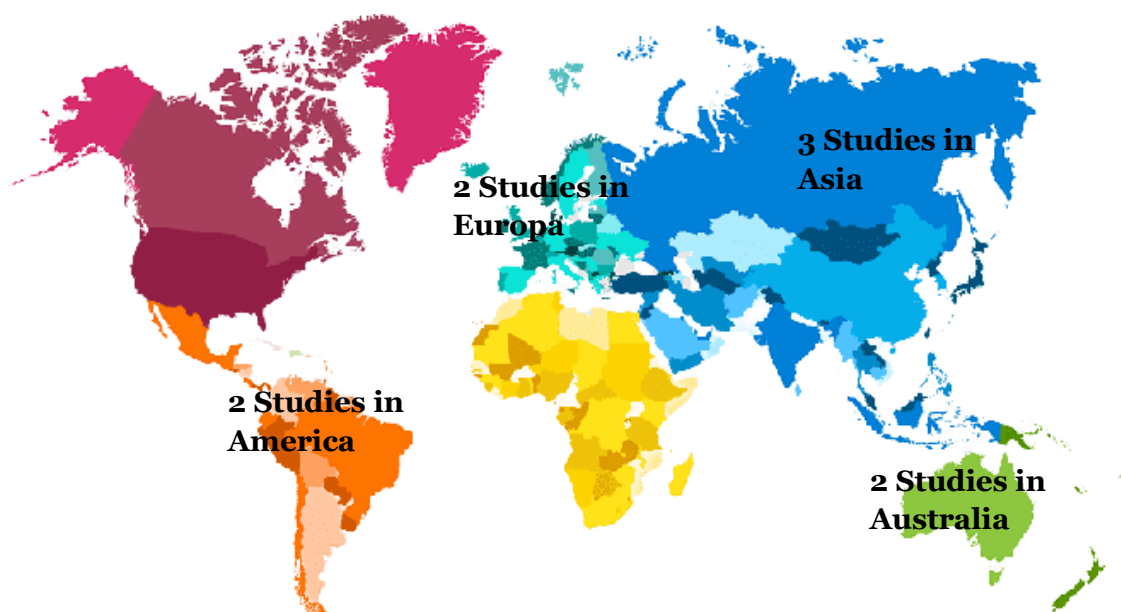 3 Studies in
Asia
2 Studies in
Europa
2 Studies in
America
2 Studies in
Australia